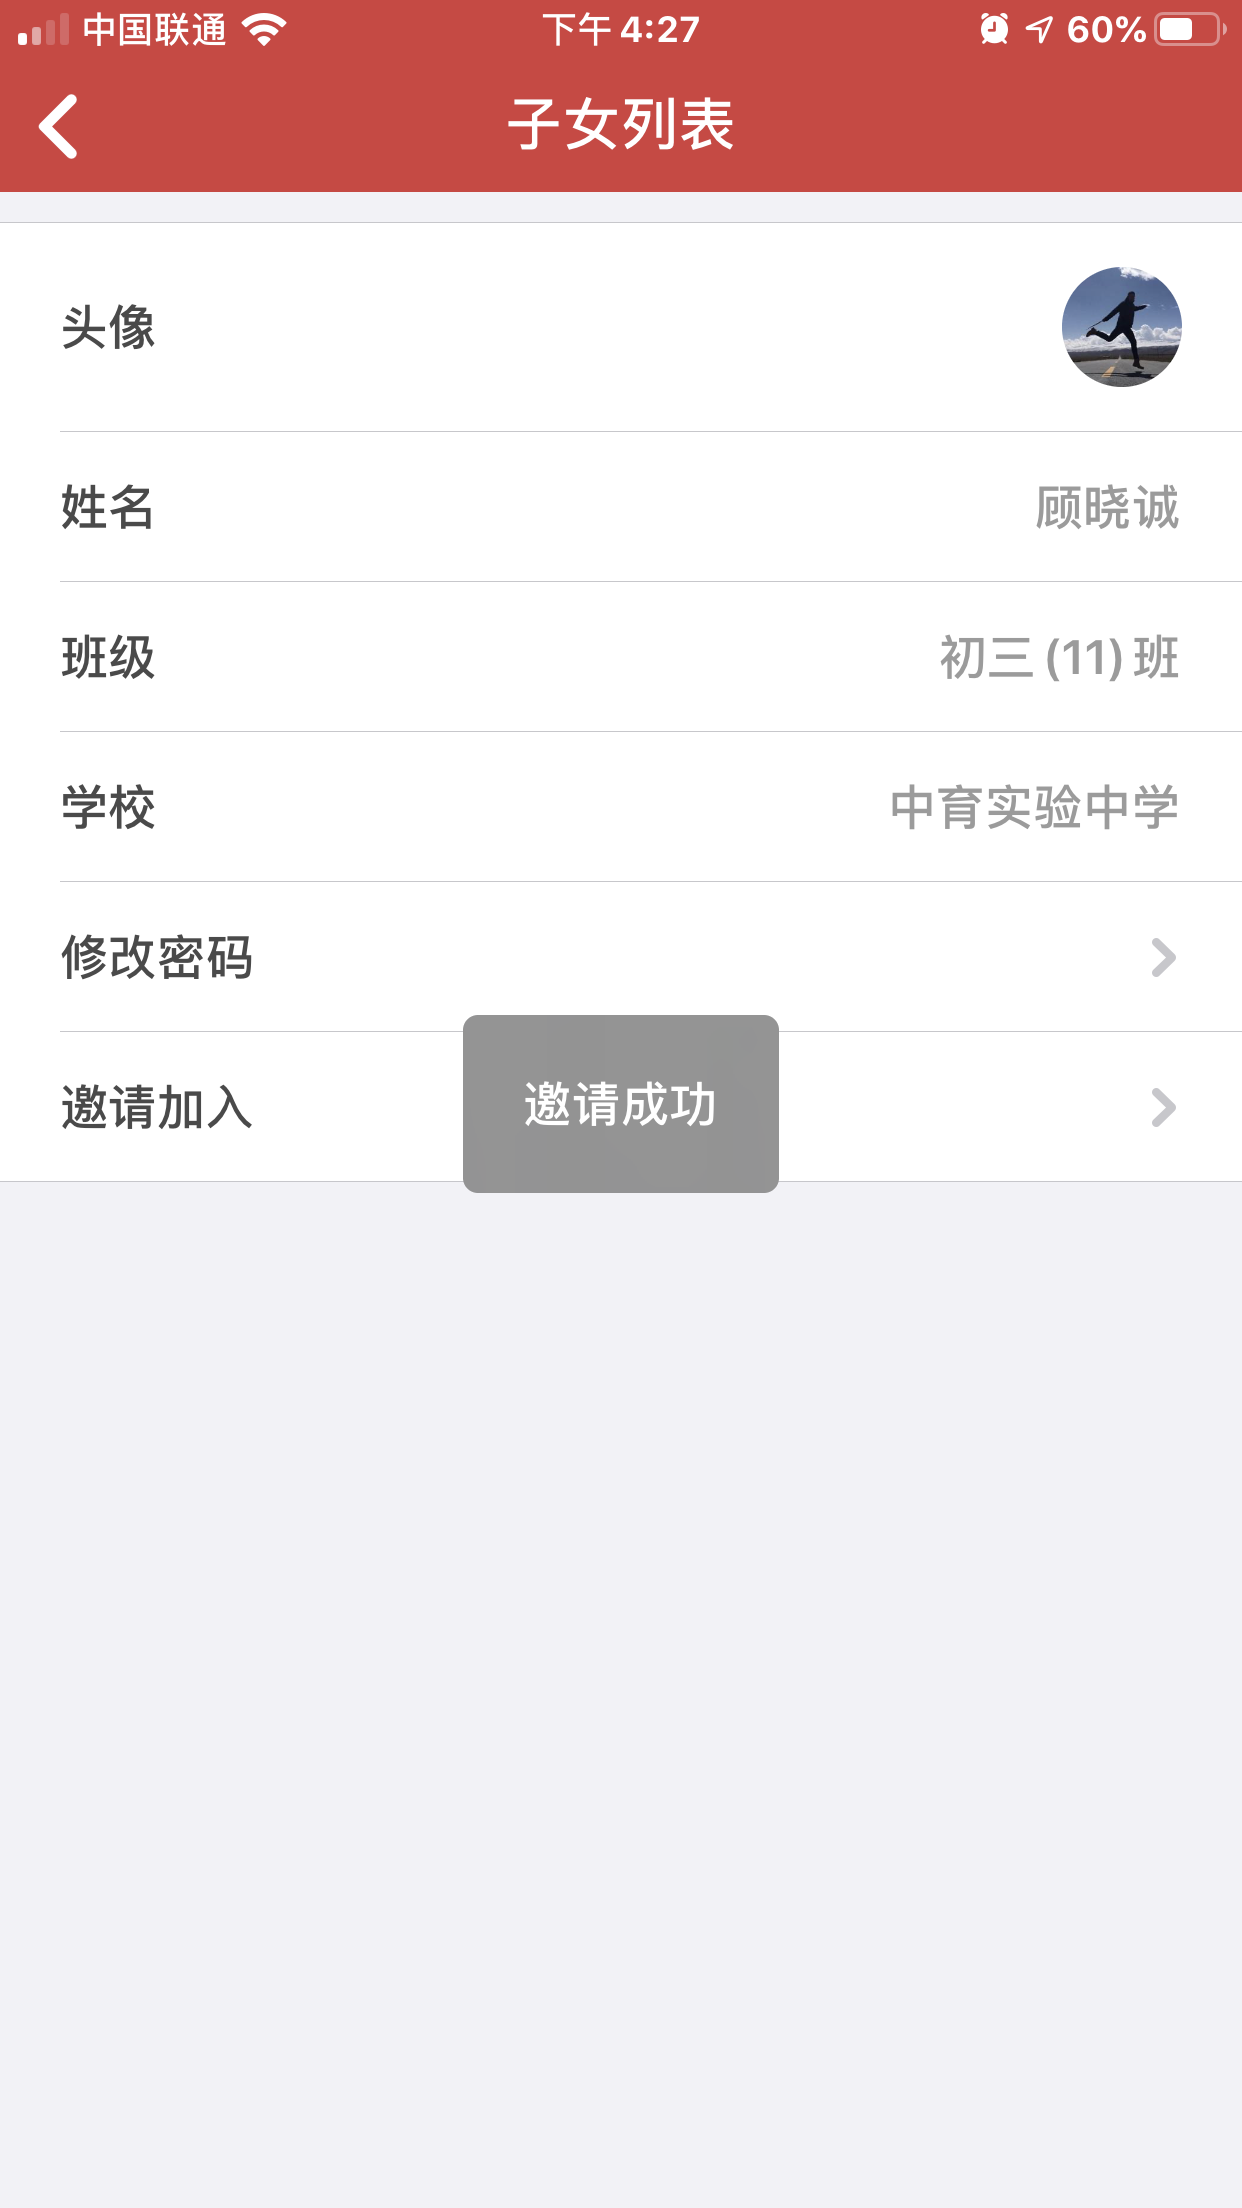 中国联通 下午 4:27 60%
子女列表
头像
姓名 顾晓诚
班级 初三 (11) 班
学校 中育实验中学
修改密码
邀请加入 邀请成功